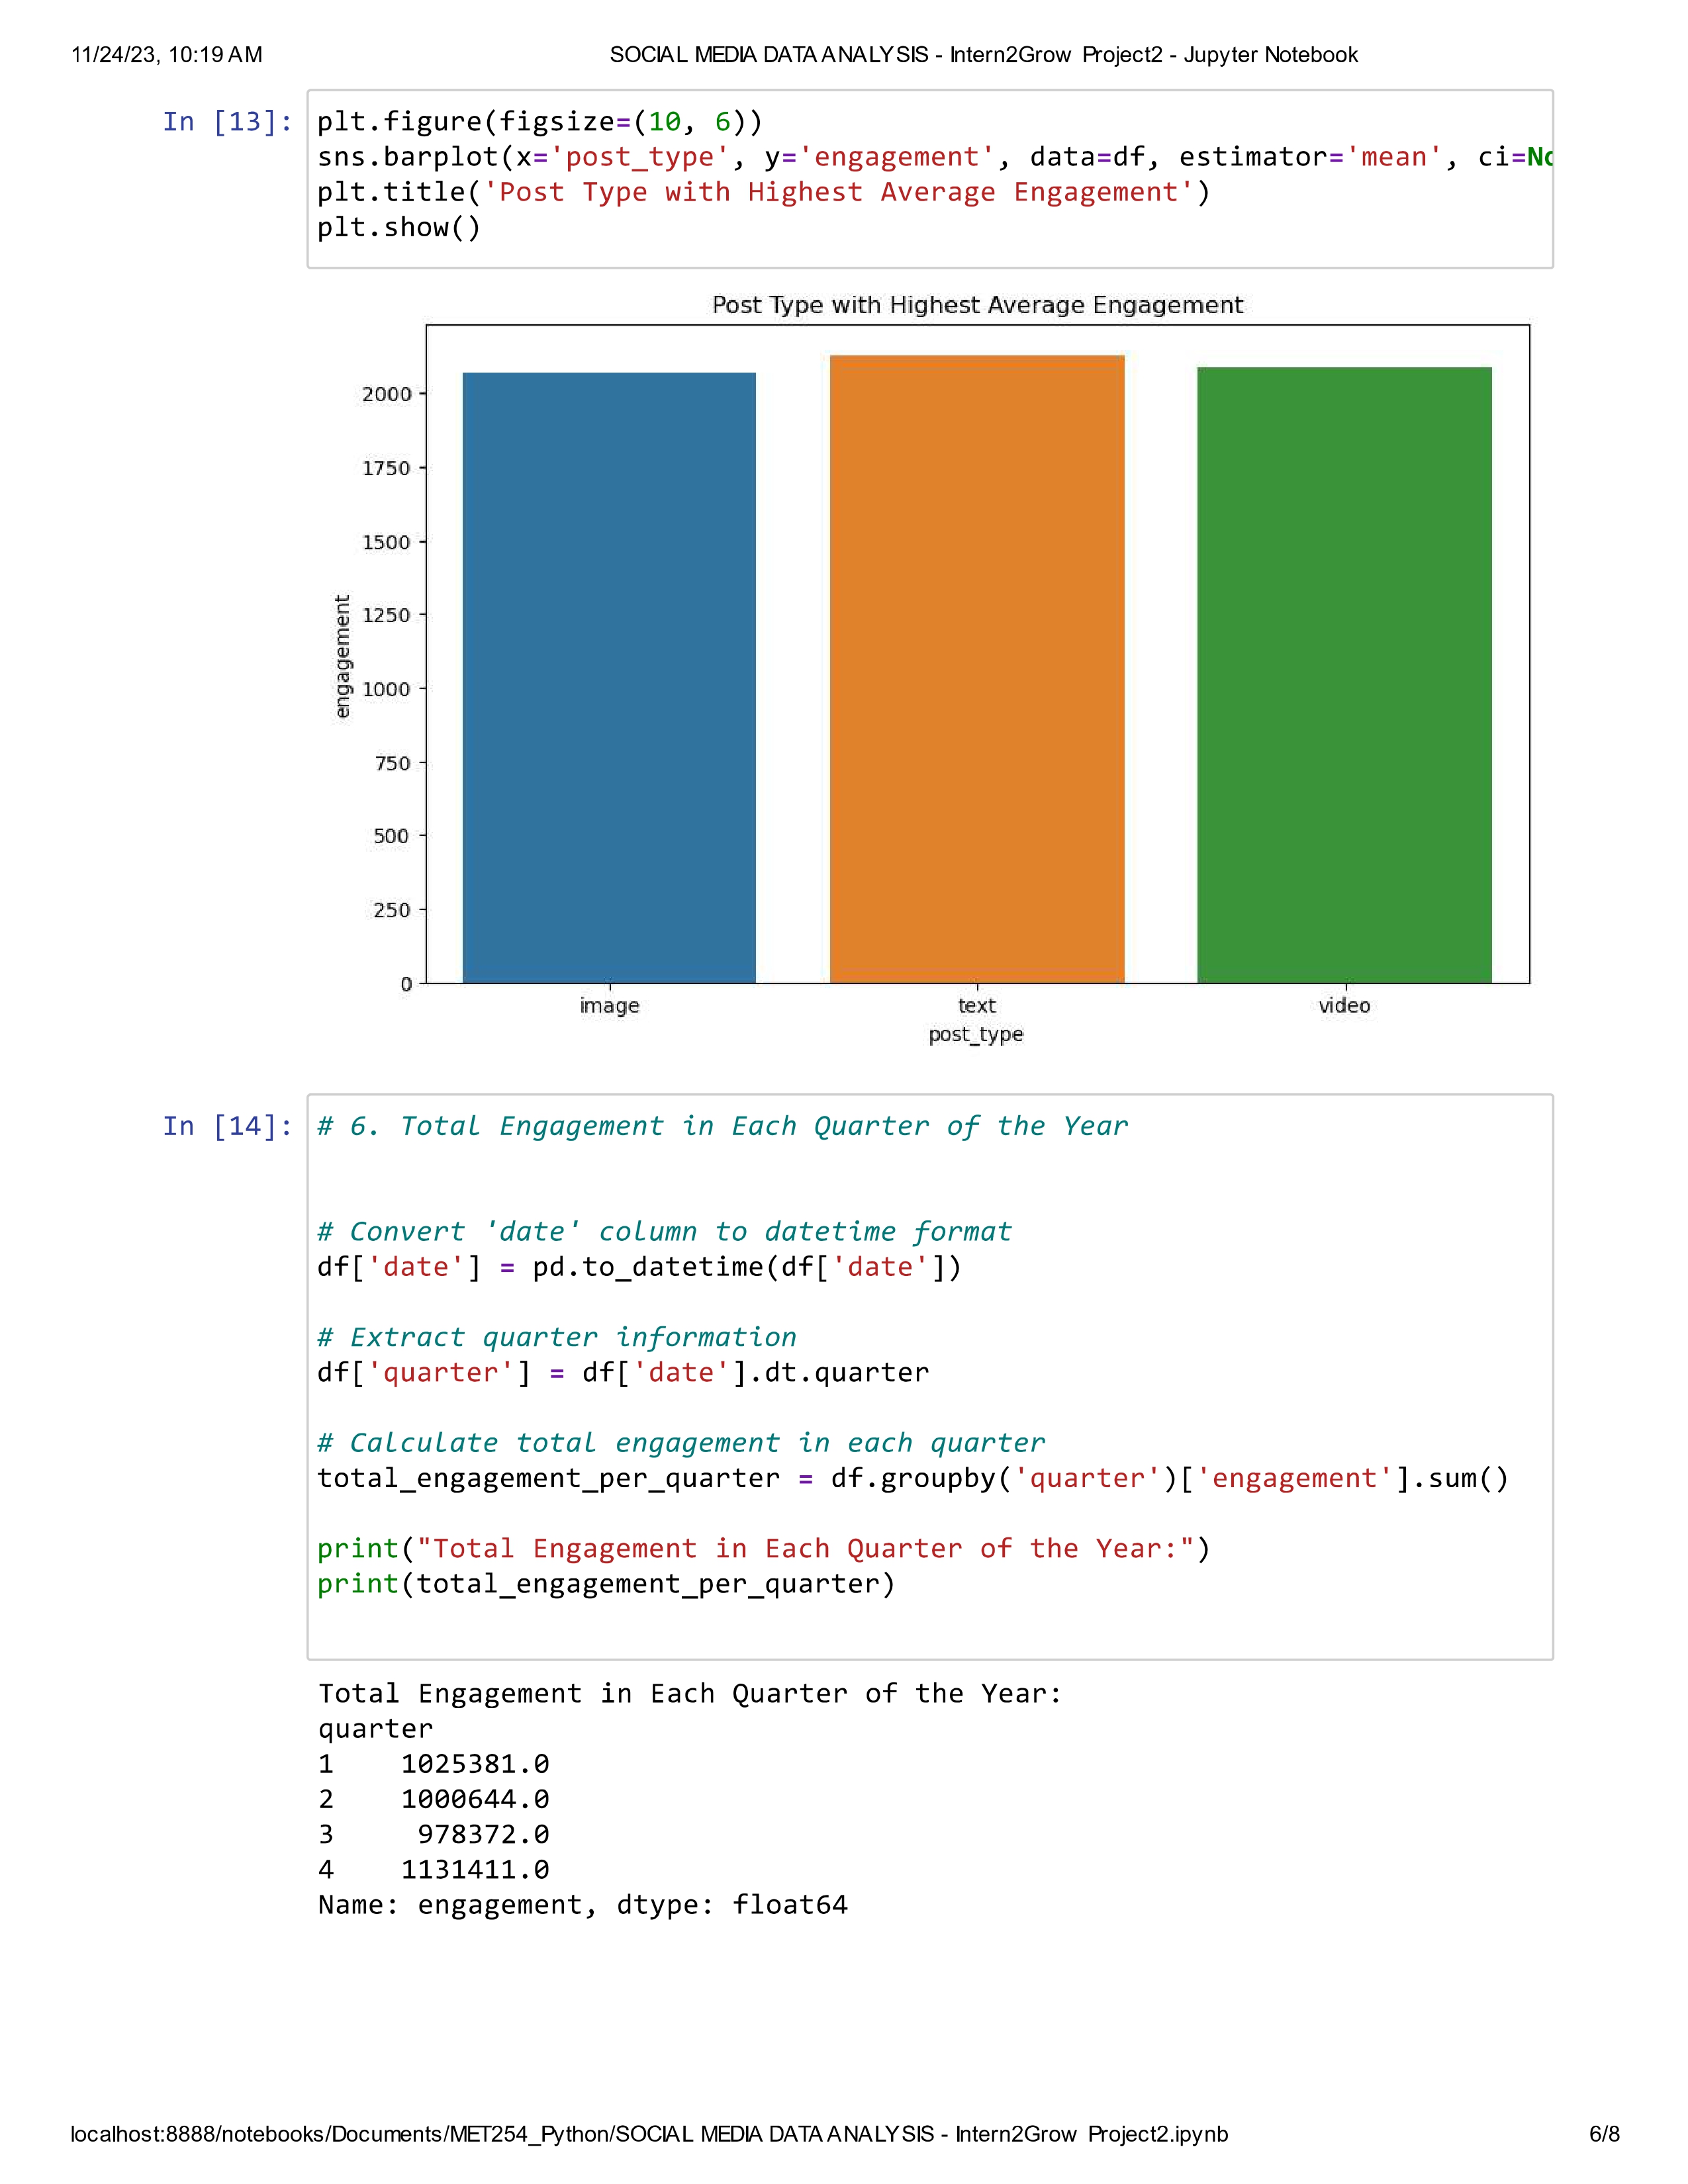 11/24/23, 10:19 AM SOCIAL MEDIA DATA ANALYSIS - Intern2Grow Project2 - Jupyter Notebook
In [13]: plt.figure(figsize=(10, 6))
sns.barplot(x='post_type', y='engagement', data=df, estimator='mean', ci=No
plt.title('Post Type with Highest Average Engagement')
plt.show()
Post Type with Highest Average Engagement
2000
1750
1500
1250
1000
750
500
250
0
engagement
image text video
post_type
In [14]: # 6. Total Engagement in Each Quarter of the Year
# Convert 'date' column to datetime format
df['date'] = pd.to_datetime(df['date'])
# Extract quarter information
df['quarter'] = df['date'].dt.quarter
# Calculate total engagement in each quarter
total_engagement_per_quarter = df.groupby('quarter')['engagement'].sum()
print("Total Engagement in Each Quarter of the Year:")
print(total_engagement_per_quarter)
Total Engagement in Each Quarter of the Year:
quarter
1    1025381.0
2    1000644.0
3     978372.0
4    1131411.0
Name: engagement, dtype: float64
localhost:8888/notebooks/Documents/MET254_Python/SOCIAL MEDIA DATA ANALYSIS - Intern2Grow Project2.ipynb 6/8